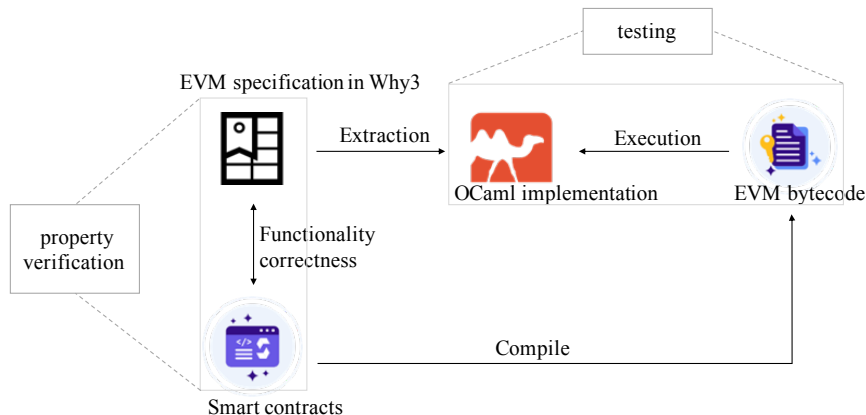 testing
EVM specification in Why3
Extraction
Execution
OCaml implementation
EVM bytecode
property
verification
Functionality
correctness
</>
Compile
Smart contracts